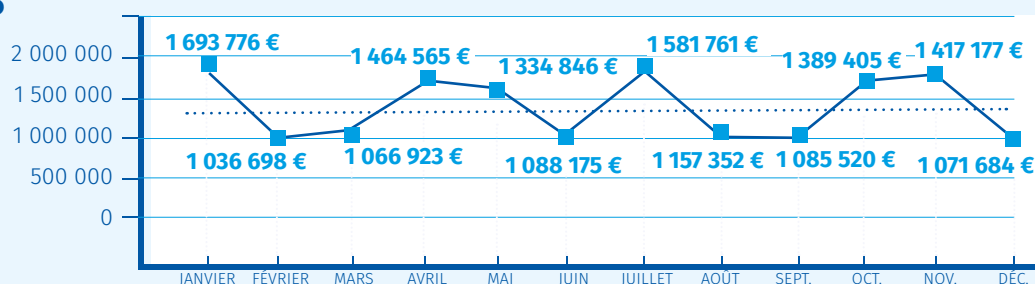 1 693 776 €
1 464 565 €
1 334 846 €
1 581 761 €
1 389 405 €
1 417 177 €
2 000 000
1 500 000
1 000 000
1 036 698 €
1 066 923 €
1 088 175 €
1 157 352 €
1 085 520 €
1 071 684 €
500 000
0
JANVIER FÉVRIER MARS AVRIL MAI JUIN JUILLET AOÛT SEPT. OCT. NOV. DÉC.